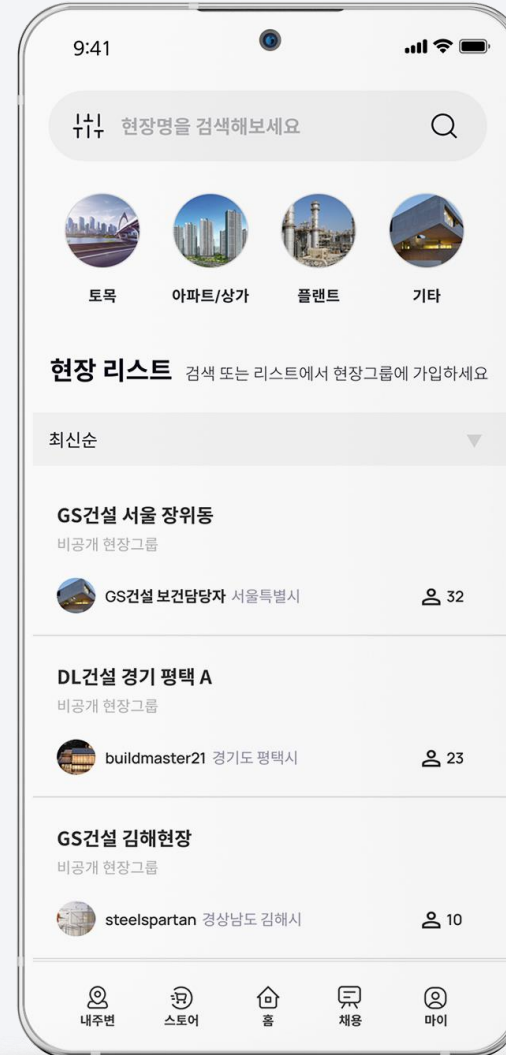 9:41
현장명을 검색해보세요
토목 아파트/상가 플랜트 기타
현장 리스트 검색 또는 리스트에서 현장그룹에 가입하세요
최신순
GS건설 서울 장위동
비공개 현장그룹
GS건설 보건담당자 서울특별시 32
DL건설 경기 평택 A
비공개 현장그룹
buildmaster21 경기도 평택시 23
GS건설 김해현장
비공개 현장그룹
steelspartan 경상남도 김해시 10
내주변 스토어 홈 채용 마이